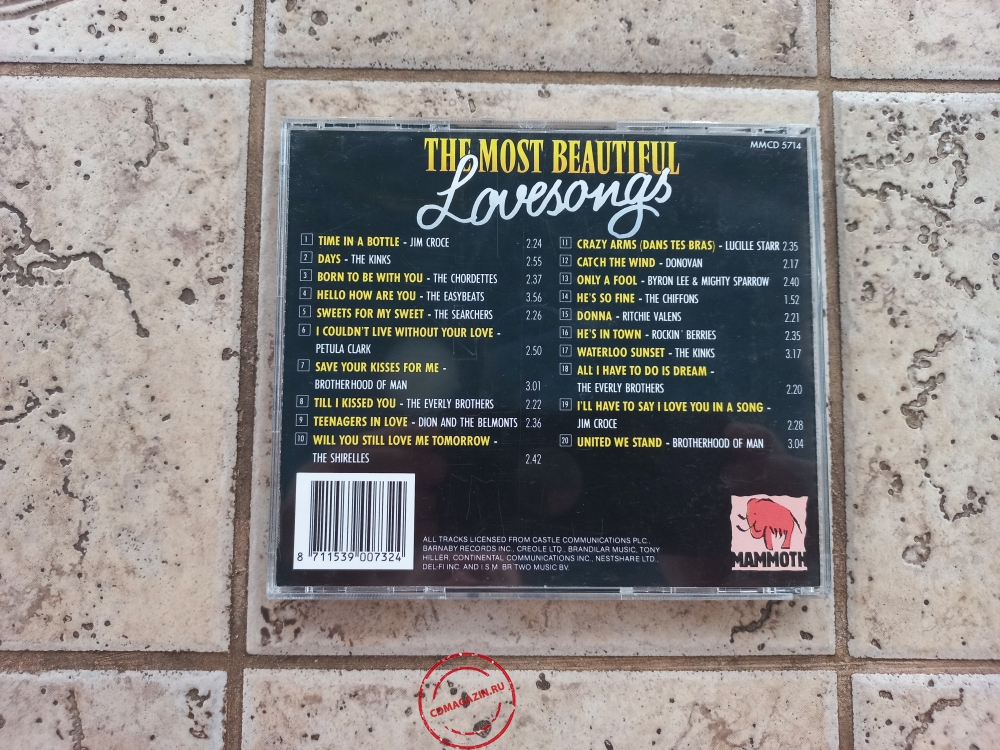 THE MOST BEAUTIFUL
Lovesongs
MMCD 5714
1 TIME IN A BOTTLE - JIM CROCE 2.24
2 DAYS - THE KINKS 2.55
3 BORN TO BE WITH YOU - THE CHORDETTES 2.37
4 HELLO HOW ARE YOU - THE EASYBEATS 3.56
5 SWEETS FOR MY SWEET - THE SEARCHERS 2.26
6 I COULDN'T LIVE WITHOUT YOUR LOVE -
PETULA CLARK 2.50
7 SAVE YOUR KISSES FOR ME -
BROTHERHOOD OF MAN 3.01
8 TILL I KISSED YOU - THE EVERLY BROTHERS 2.22
9 TEENAGERS IN LOVE - DION AND THE BELMONTS 2.36
10 WILL YOU STILL LOVE ME TOMORROW -
THE SHIRELLES 2.42
11 CRAZY ARMS (DANS TES BRAS) - LUCILLE STARR 2.35
12 CATCH THE WIND - DONOVAN 2.17
13 ONLY A FOOL - BYRON LEE & MIGHTY SPARROW 2.40
14 HE'S SO FINE - THE CHIFFONS 1.52
15 DONNA - RITCHIE VALENS 2.21
16 HE'S IN TOWN - ROCKIN' BERRIES 2.35
17 WATERLOO SUNSET - THE KINKS 3.17
18 ALL I HAVE TO DO IS DREAM -
THE EVERLY BROTHERS 2.20
19 I'LL HAVE TO SAY I LOVE YOU IN A SONG -
JIM CROCE 2.28
20 UNITED WE STAND - BROTHERHOOD OF MAN 3.04
8 711539 007324
ALL TRACKS LICENSED FROM CASTLE COMMUNICATIONS PLC.,
BARNABY RECORDS INC., CREOLE LTD., BRANDILAR MUSIC, TONY
HILLER, CONTINENTAL COMMUNICATIONS INC., NESTSHARE LTD.,
DEL-FI INC. AND I.S.M. BR TWO MUSIC BV.
MAMMOTH
CDMAGAZIN.RU